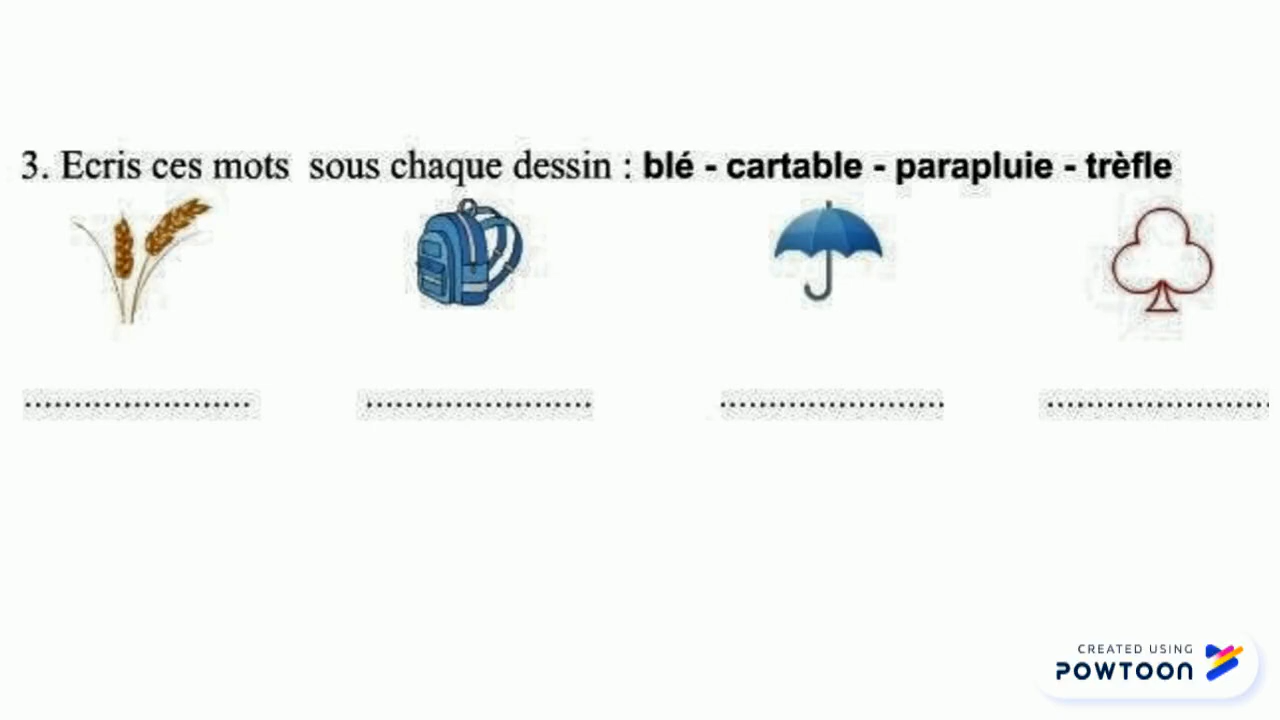 3. Ecris ces mots sous chaque dessin : blé - cartable - parapluie - trèfle
.......................... .......................... .......................... ..........................
CREATED USING
POWTOON